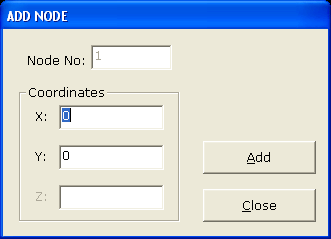 ADD NODE
Node No: 1
Coordinates
X: 0
Y: 0
Add
Z:
Close